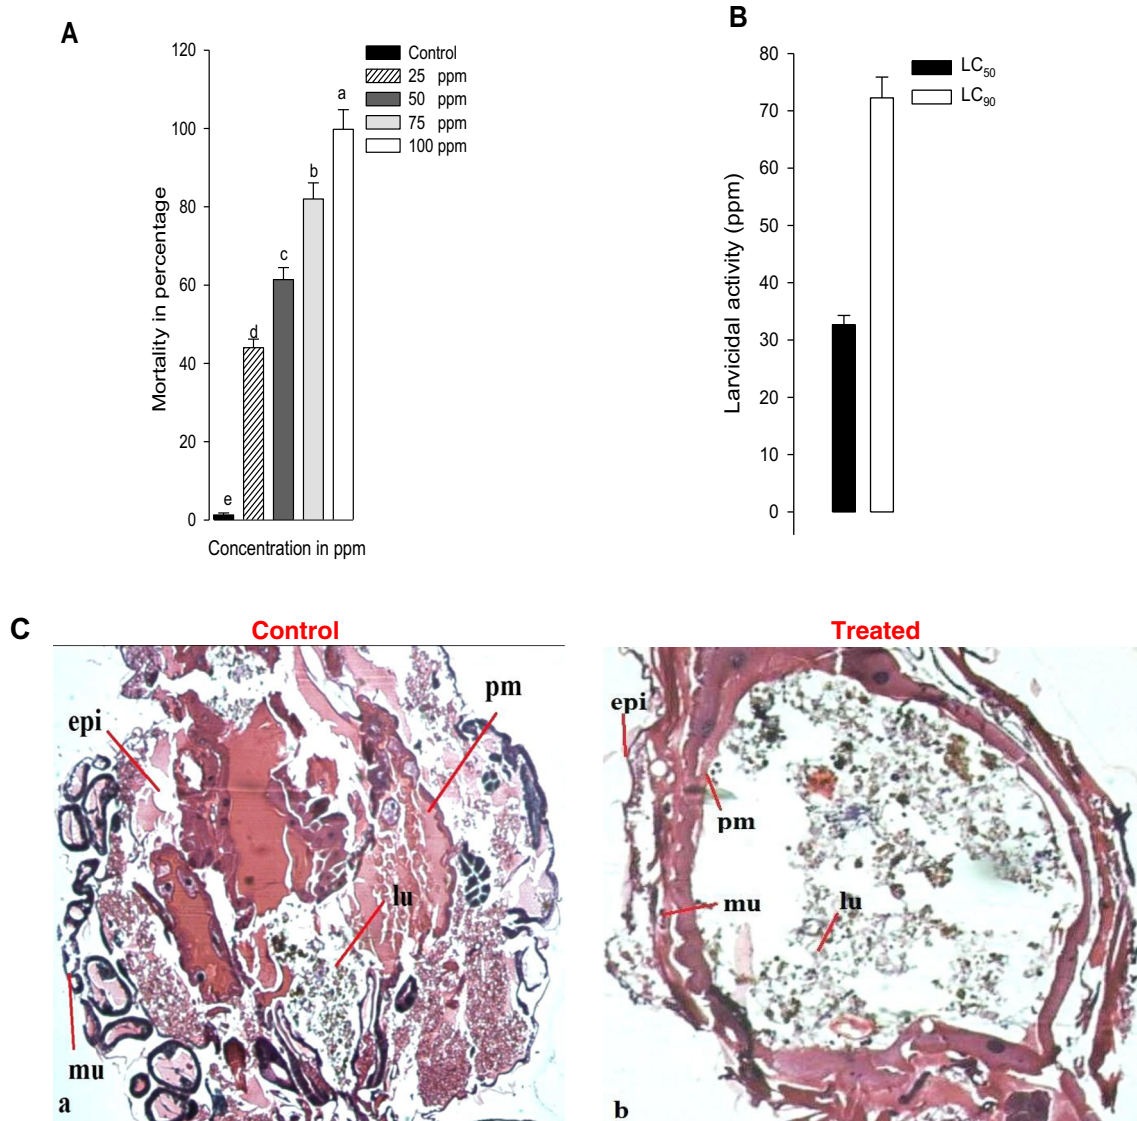 A
120
100
80
60
40
20
0
Mortality in percentage
e
d
c
b
a
Control
25 ppm
50 ppm
75 ppm
100 ppm
Concentration in ppm
B
80
70
60
50
40
30
20
10
0
Larvicidal activity (ppm)
LC50
LC90
C
Control
epi
pm
lu
mu
a
Treated
epi
pm
mu
lu
b